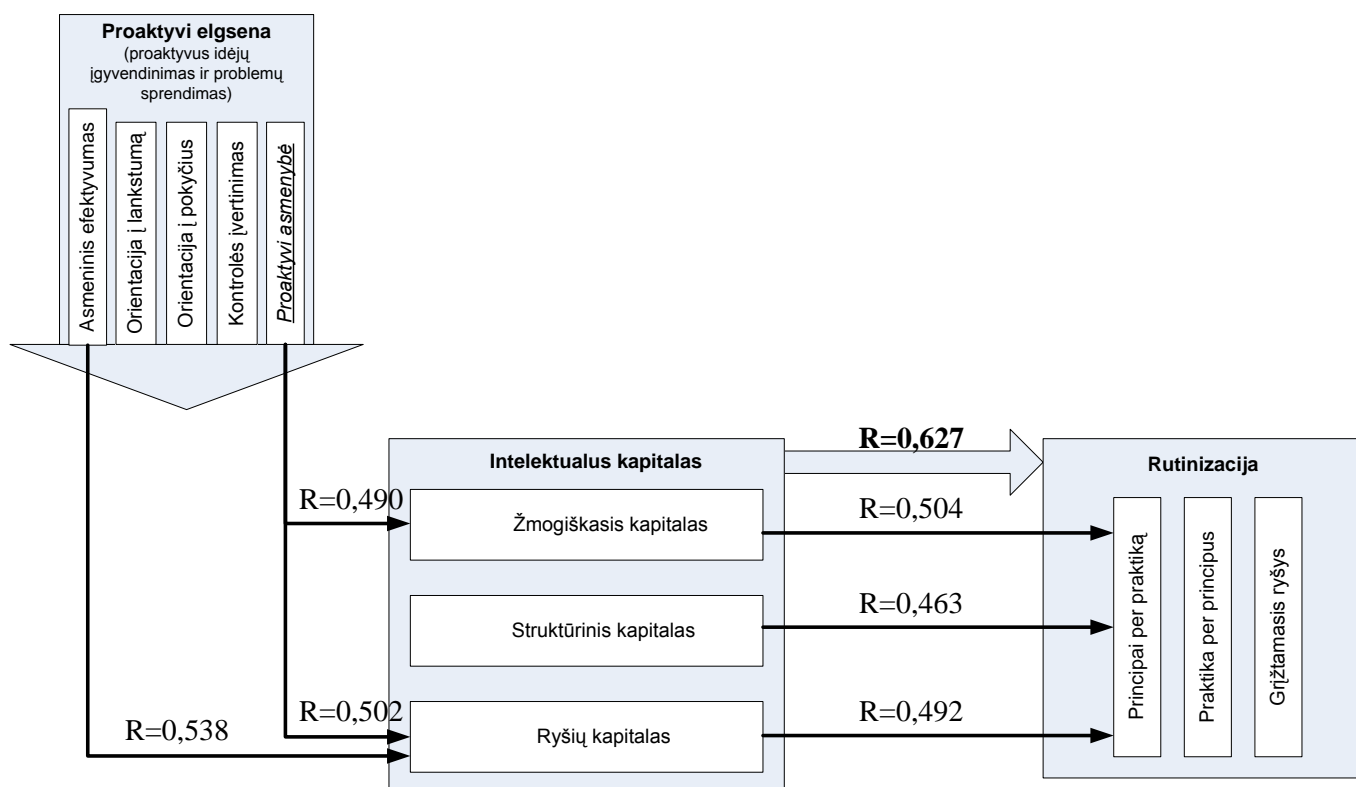 Proaktyvi elgsena
(proaktyvus idėjų
įgyvendinimas ir problemų
sprendimas)
Asmeninis efektyvumas
Orientacija į lankstumą
Orientacija į pokyčius
Kontrolės įvertinimas
Proaktyvi asmenybė
R=0,627
Intelektualus kapitalas
Rutinizacija
R=0,490
Žmogiškasis kapitalas
R=0,504
Struktūrinis kapitalas
R=0,463
R=0,538
R=0,502
Ryšių kapitalas
R=0,492
Principai per praktiką
Praktika per principus
Grįžtamasis ryšys